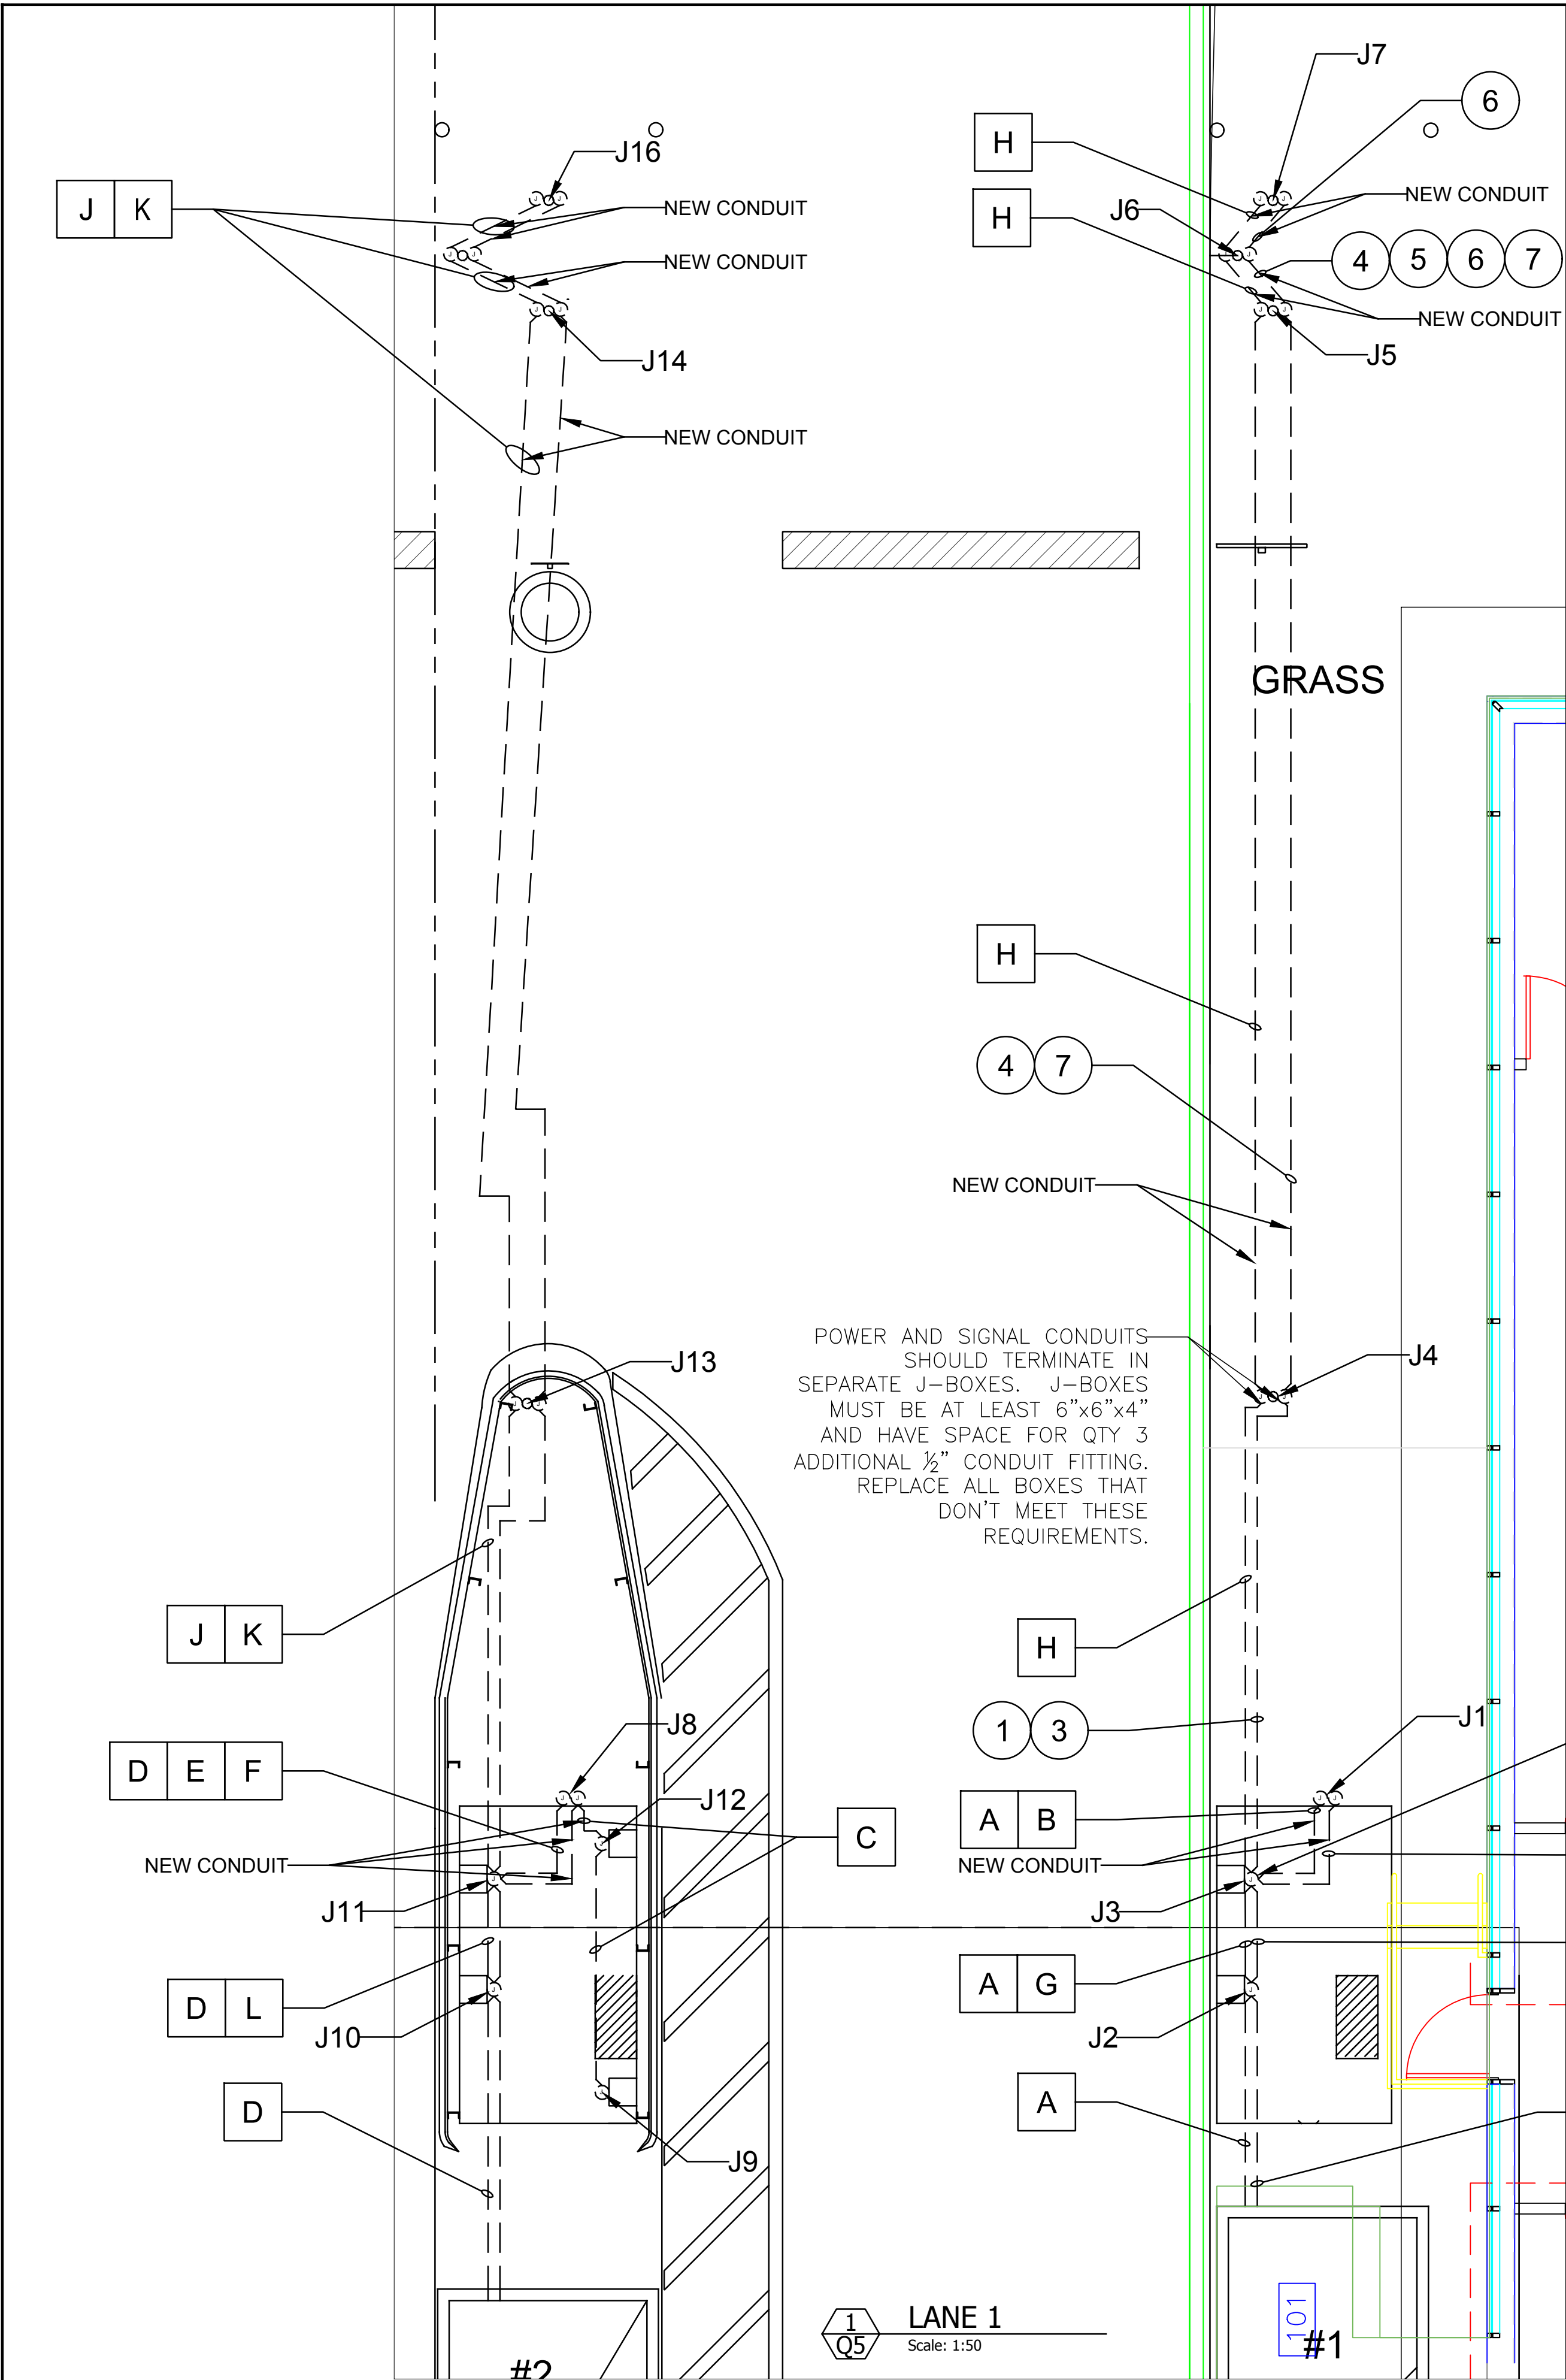 J7
6
J16
H
J K
NEW CONDUIT
NEW CONDUIT
H
J6
NEW CONDUIT
4 5 6 7
NEW CONDUIT
J14
J5
NEW CONDUIT
GRASS
H
4 7
NEW CONDUIT
POWER AND SIGNAL CONDUITS
SHOULD TERMINATE IN
SEPARATE J-BOXES. J-BOXES
MUST BE AT LEAST 6"x6"x4"
AND HAVE SPACE FOR QTY 3
ADDITIONAL ½" CONDUIT FITTING.
REPLACE ALL BOXES THAT
DON'T MEET THESE
REQUIREMENTS.
J13
J4
J K
H
J8
1 3
J1
D E F
J12
C
A B
NEW CONDUIT
NEW CONDUIT
J11
J3
D L
A G
J10
J2
D
A
J9
1
Q5
LANE 1
Scale: 1:50
101
#1
#2